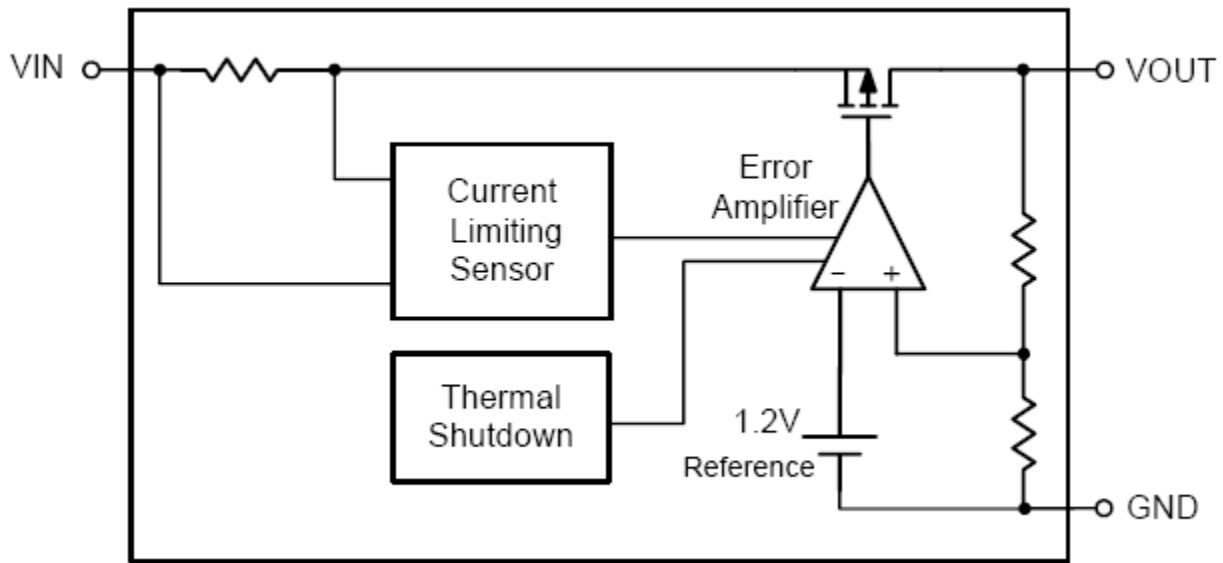 VIN
VOUT
Error
Amplifier
Current
Limiting
Sensor
- +
Thermal
Shutdown
1.2V
Reference
GND